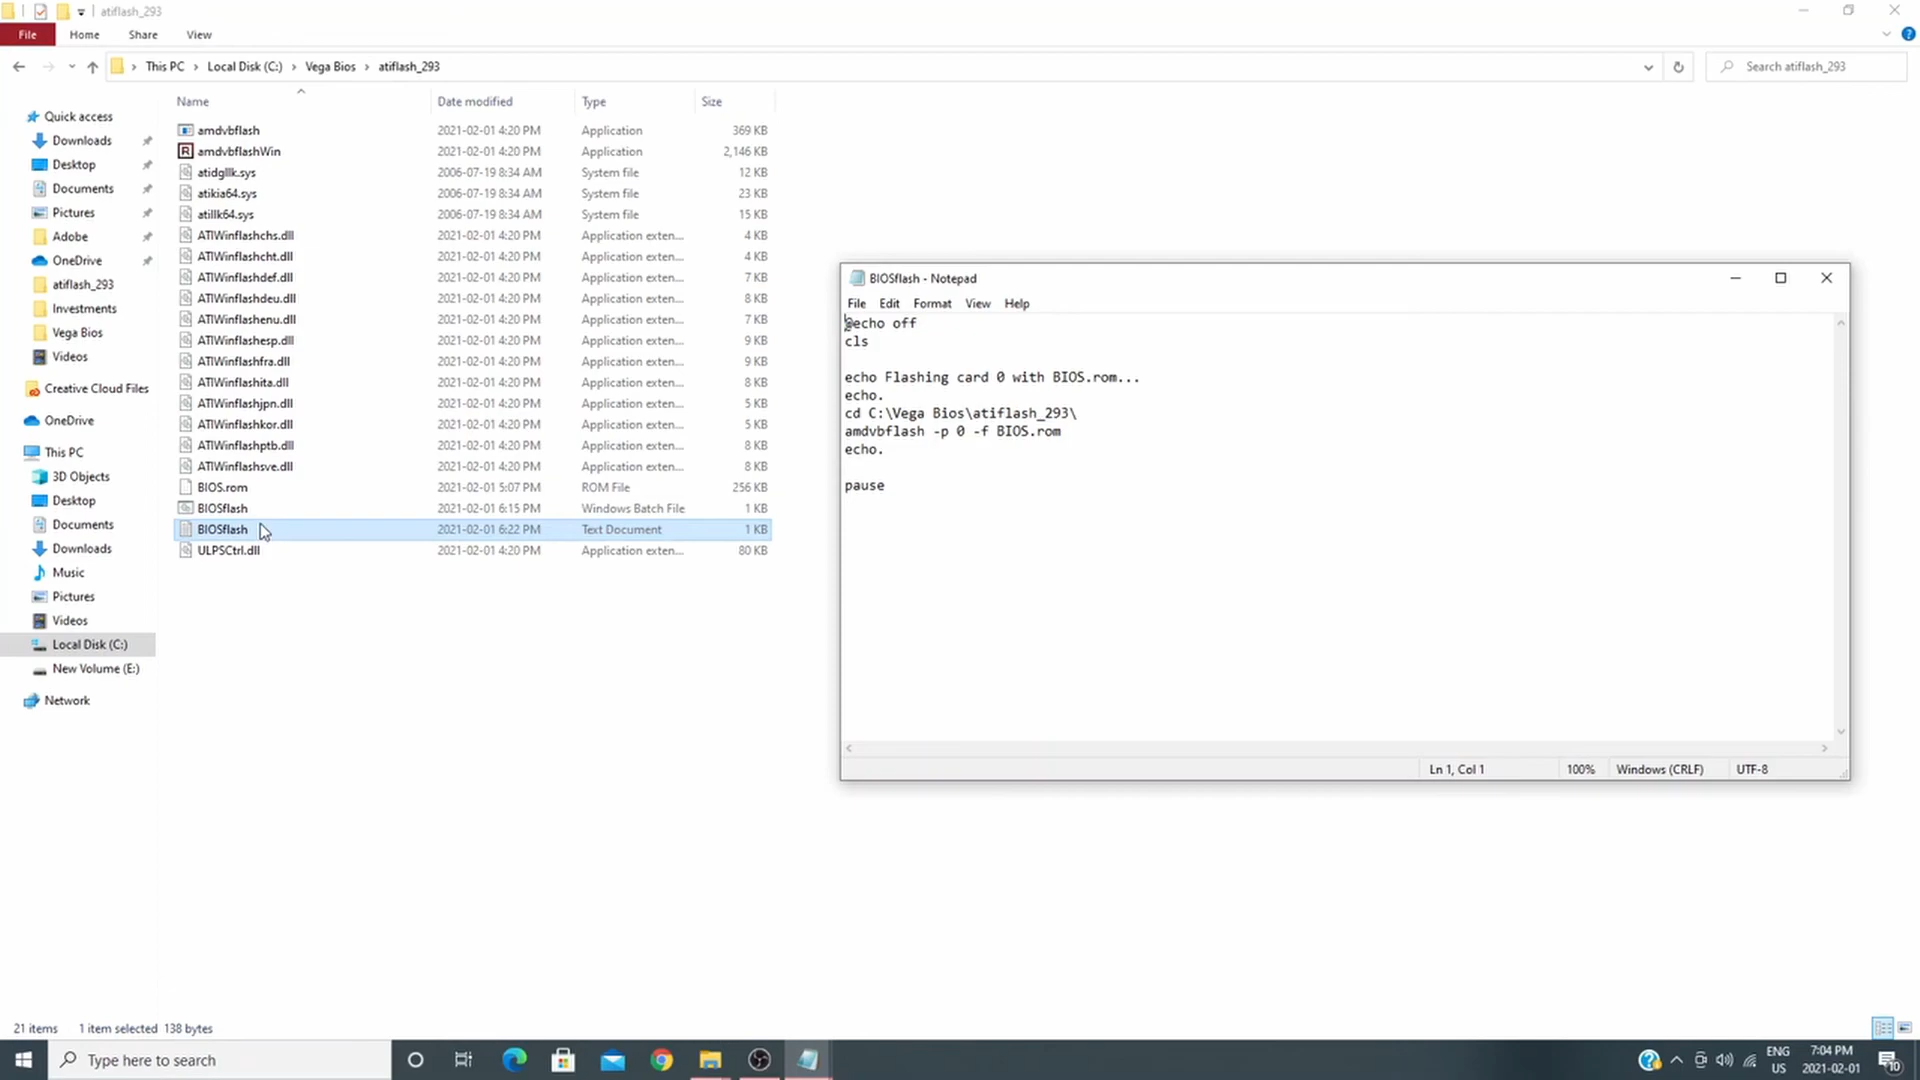 atiflash_293
File Home Share View
This PC Local Disk (C:) Vega Bios atiflash_293
Search atiflash_293
Name Date modified Type Size
Quick access
Downloads
Desktop
Documents
Pictures
Adobe
OneDrive
atiflash_293
Investments
Vega Bios
Videos
Creative Cloud Files
OneDrive
This PC
3D Objects
Desktop
Documents
Downloads
Music
Pictures
Videos
Local Disk (C:)
New Volume (E:)
Network
amdvbflash 2021-02-01 4:20 PM Application 369 KB
amdvbflashWin 2021-02-01 4:20 PM Application 2,146 KB
atidgllk.sys 2006-07-19 8:34 AM System file 12 KB
atikia64.sys 2006-07-19 8:34 AM System file 23 KB
atillk64.sys 2006-07-19 8:34 AM System file 15 KB
ATIWinflashchs.dll 2021-02-01 4:20 PM Application exten... 4 KB
ATIWinflashcht.dll 2021-02-01 4:20 PM Application exten... 4 KB
ATIWinflashdef.dll 2021-02-01 4:20 PM Application exten... 7 KB
ATIWinflashdeu.dll 2021-02-01 4:20 PM Application exten... 8 KB
ATIWinflashenu.dll 2021-02-01 4:20 PM Application exten... 7 KB
ATIWinflashesp.dll 2021-02-01 4:20 PM Application exten... 9 KB
ATIWinflashfra.dll 2021-02-01 4:20 PM Application exten... 9 KB
ATIWinflashita.dll 2021-02-01 4:20 PM Application exten... 8 KB
ATIWinflashjpn.dll 2021-02-01 4:20 PM Application exten... 5 KB
ATIWinflashkor.dll 2021-02-01 4:20 PM Application exten... 5 KB
ATIWinflashptb.dll 2021-02-01 4:20 PM Application exten... 8 KB
ATIWinflashsve.dll 2021-02-01 4:20 PM Application exten... 8 KB
BIOS.rom 2021-02-01 5:07 PM ROM File 256 KB
BIOSflash 2021-02-01 6:15 PM Windows Batch File 1 KB
BIOSflash 2021-02-01 6:22 PM Text Document 1 KB
ULPSCtrl.dll 2021-02-01 4:20 PM Application exten... 80 KB
BIOSflash - Notepad
File Edit Format View Help
@echo off
cls
echo Flashing card 0 with BIOS.rom...
echo.
cd C:\Vega Bios\atiflash_293\
amdvbflash -p 0 -f BIOS.rom
echo.
pause
Ln 1, Col 1 100% Windows (CRLF) UTF-8
21 items 1 item selected 138 bytes
Type here to search
ENG
US
7:04 PM
2021-02-01
10